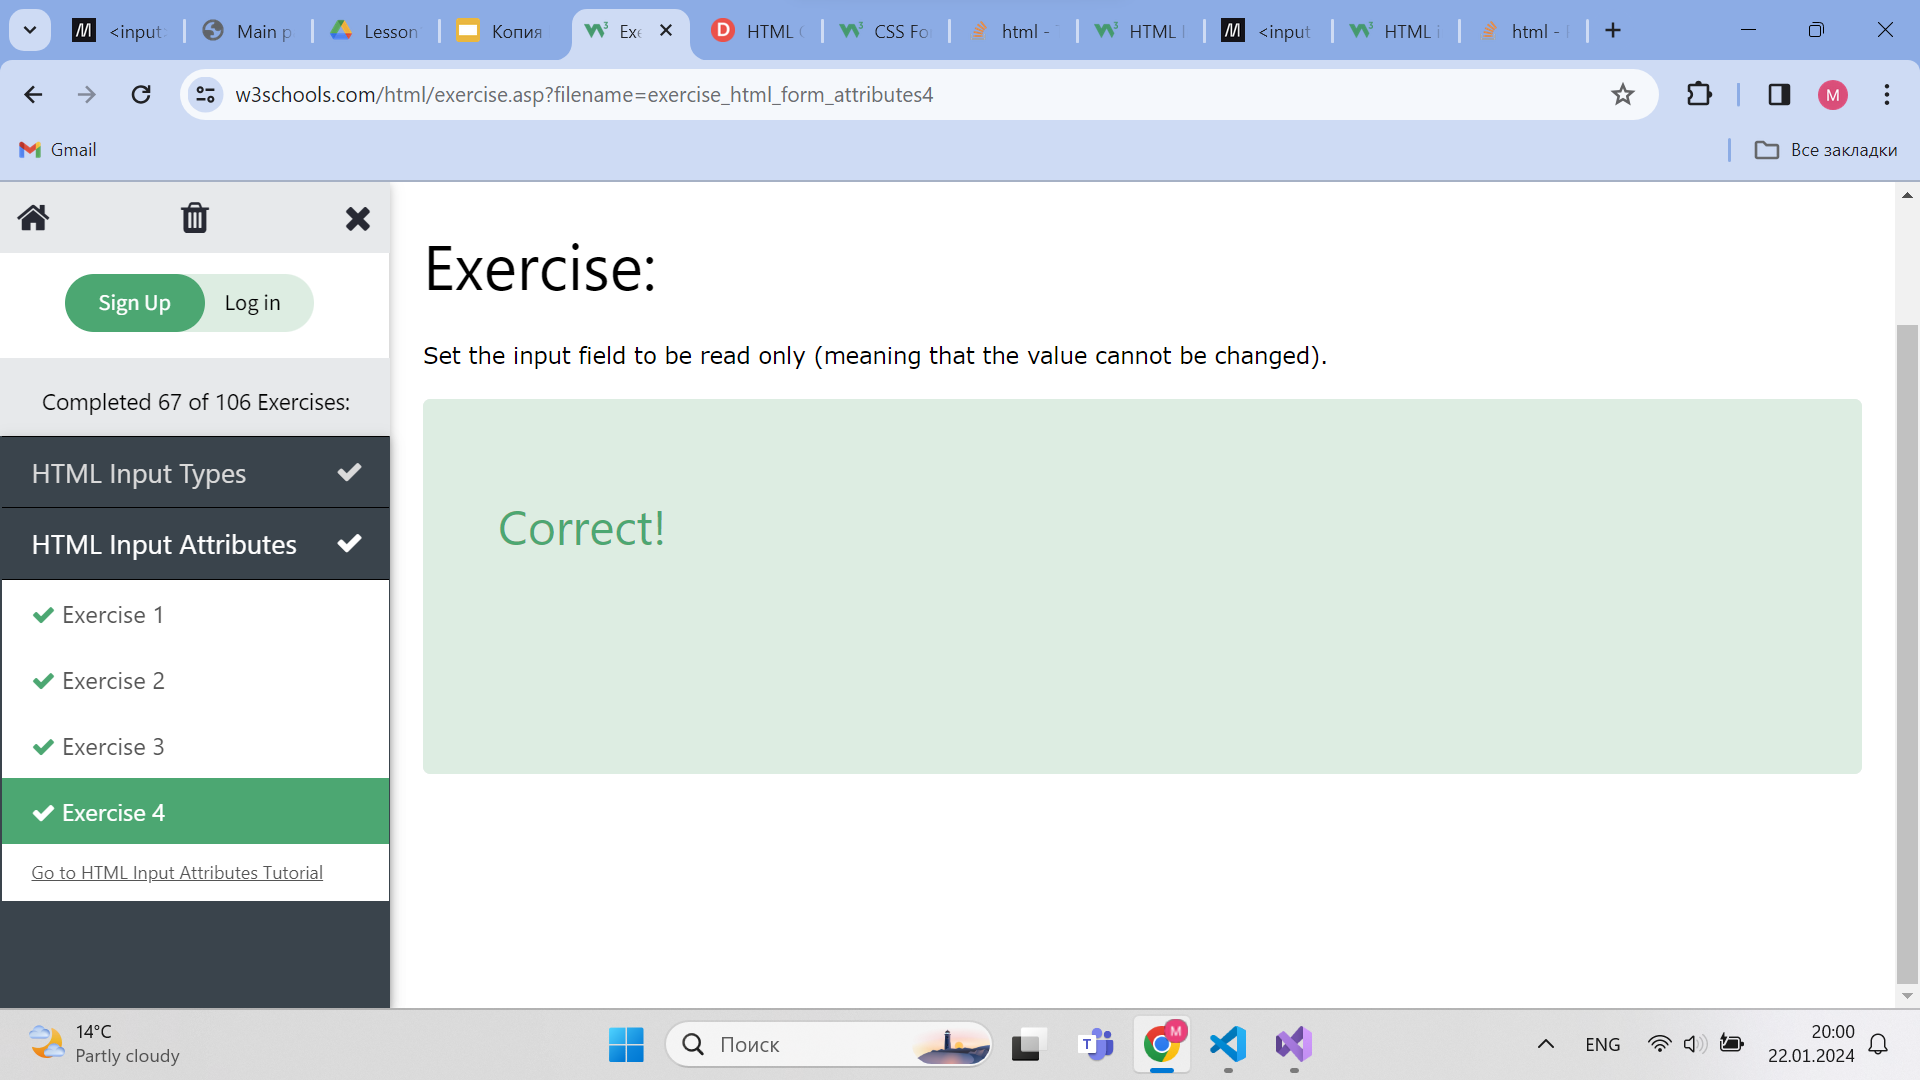 <input
Main p
Lesson
Копия
Exe
HTML
CSS Fo
html -
HTML
<input
HTML i
html -
w3schools.com/html/exercise.asp?filename=exercise_html_form_attributes4
M
Gmail
Все закладки
Sign Up
Log in
Completed 67 of 106 Exercises:
HTML Input Types
HTML Input Attributes
Exercise 1
Exercise 2
Exercise 3
Exercise 4
Go to HTML Input Attributes Tutorial
Exercise:
Set the input field to be read only (meaning that the value cannot be changed).
Correct!
14°C
Partly cloudy
Поиск
M
ENG
20:00
22.01.2024